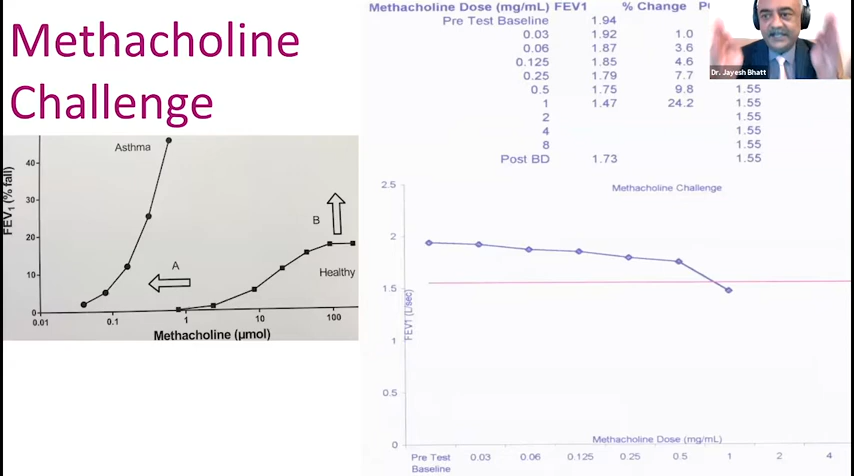 Methacholine
Challenge
Asthma
B
A
Healthy
FEV1 (% fall)
40
30
20
10
0
0.01 0.1 1 10 100
Methacholine (µmol)
Methacholine Dose (mg/mL) FEV1 % Change
Pre Test Baseline 1.94
0.03 1.92 1.0
0.06 1.87 3.6
0.125 1.85 4.6
0.25 1.79 7.7
0.5 1.75 9.8 1.55
1 1.47 24.2 1.55
2 1.55
4 1.55
8 1.55
Post BD 1.73 1.55
Dr. Jayesh Bhatt
Methacholine Challenge
2.5
2
1.5
1
0.5
0
FEV1 (L/sec)
Methacholine Dose (mg/mL)
Pre Test 0.03 0.06 0.125 0.25 0.5 1 2 4
Baseline